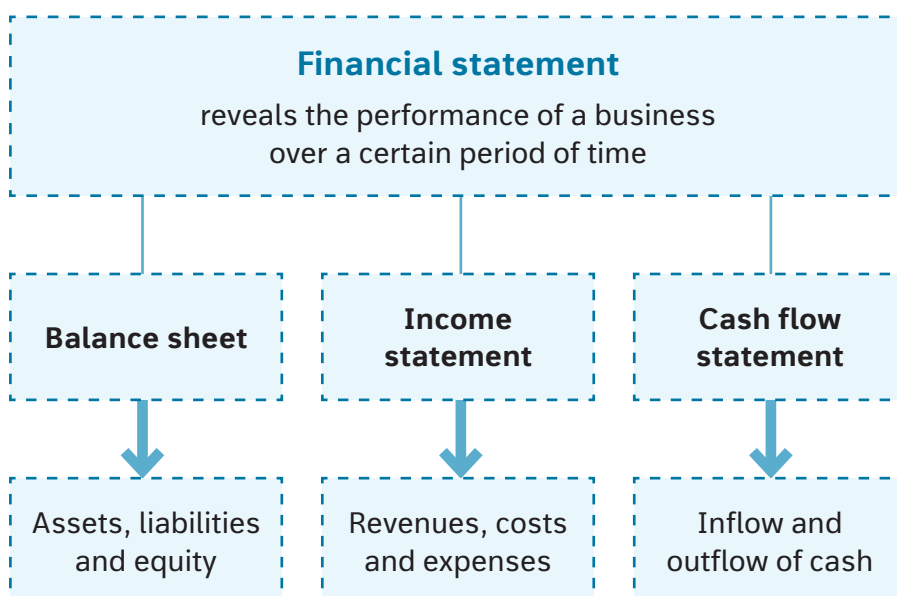 Financial statement
reveals the performance of a business
over a certain period of time
Balance sheet
Income
statement
Cash flow
statement
Assets, liabilities
and equity
Revenues, costs
and expenses
Inflow and
outflow of cash